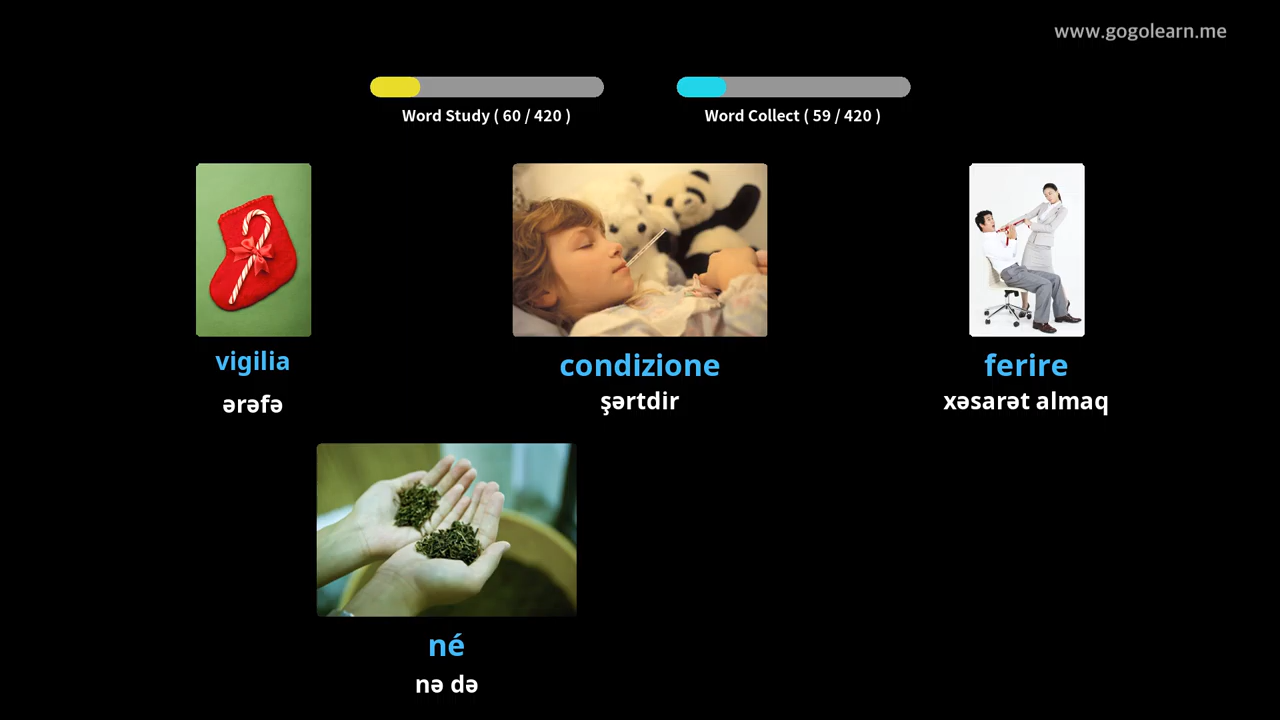 www.gogolearn.me
Word Study ( 60 / 420 )
Word Collect ( 59 / 420 )
vigilia
ərəfə
condizione
şərtdir
ferire
xəsarət almaq
né
nə də